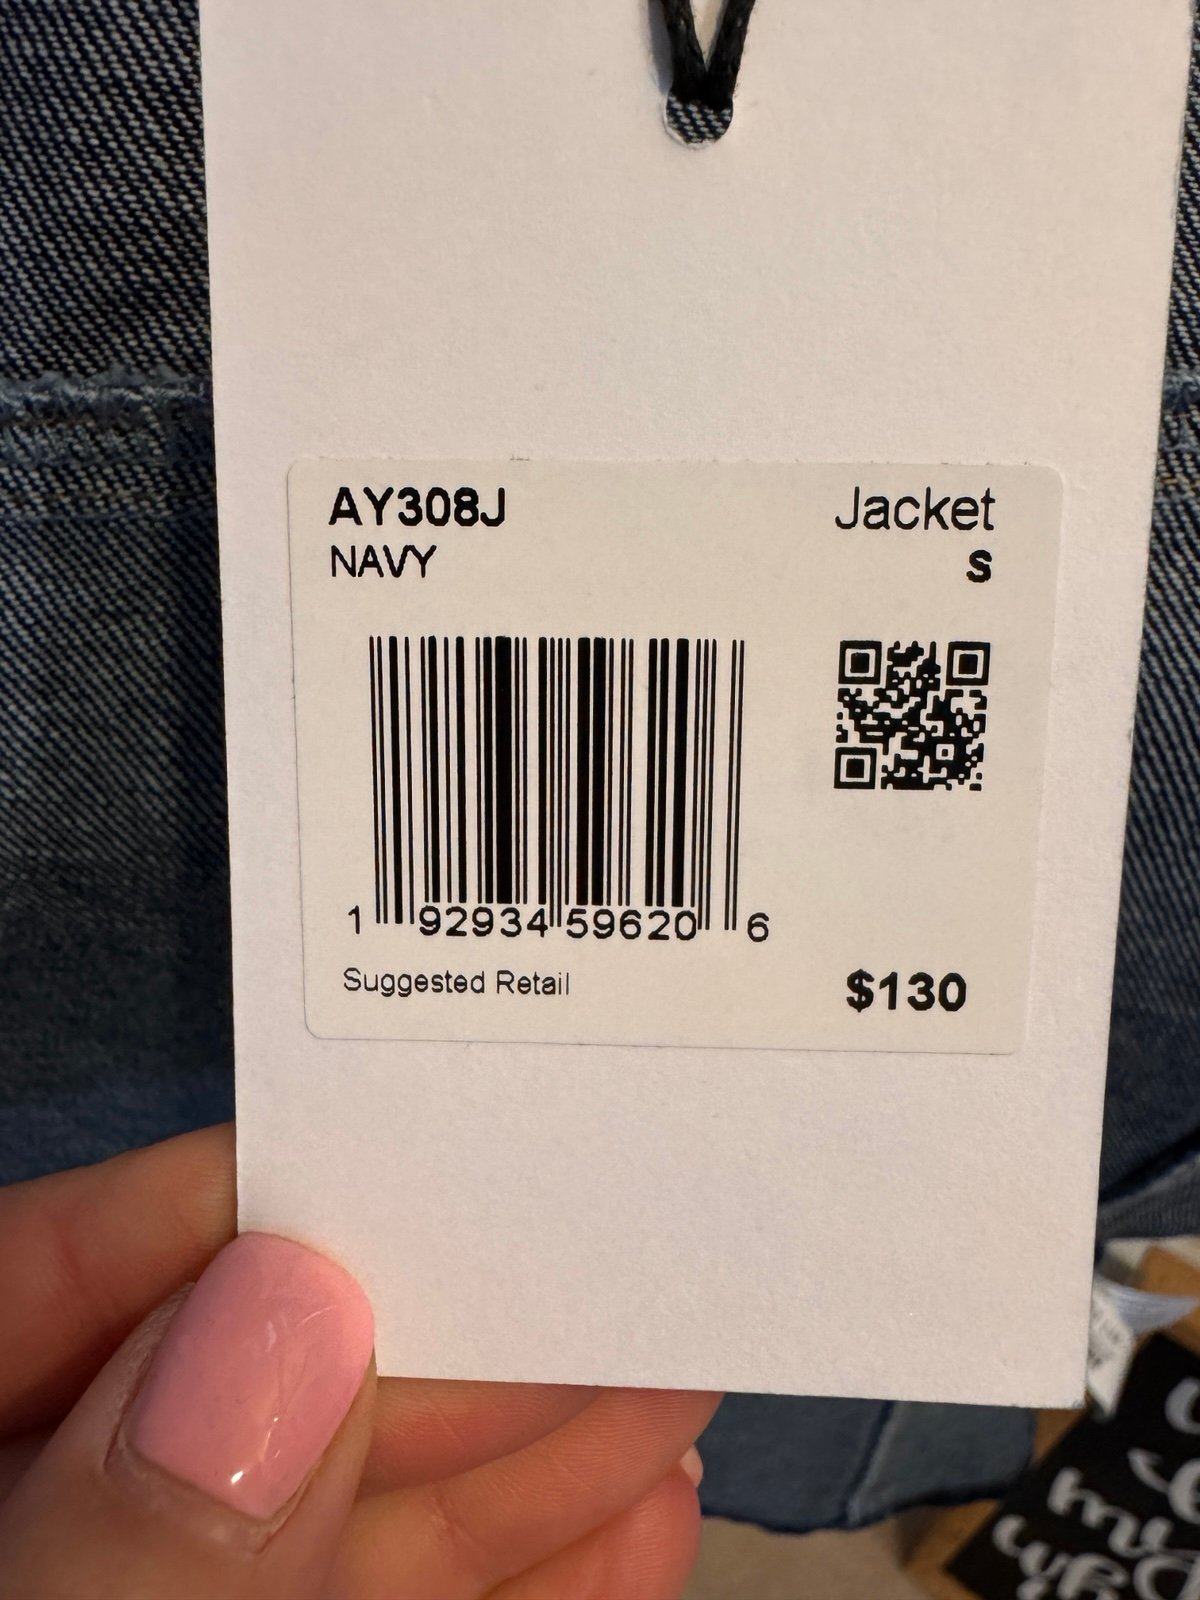 AY308J
Jacket
NAVY
S
1 92934 59620 6
Suggested Retail
$130